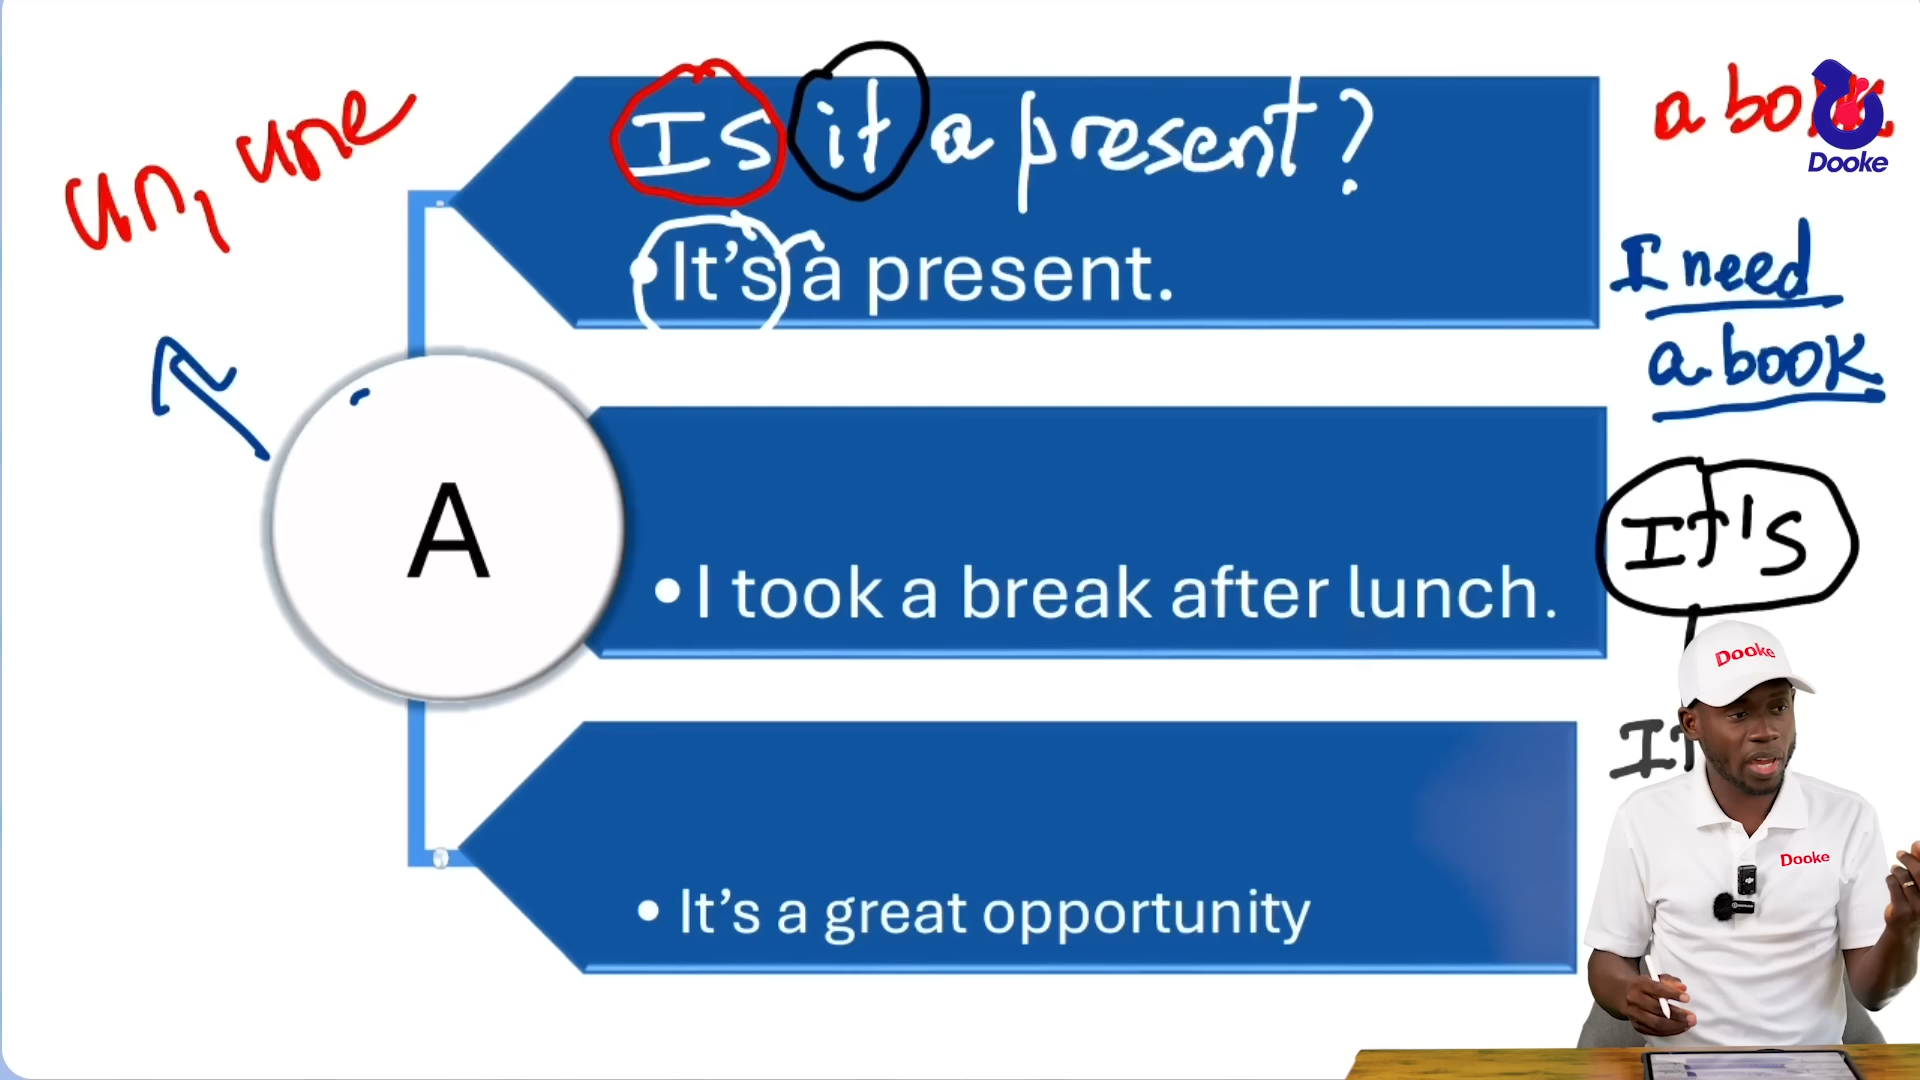 un, une
Is it a present?
• It's a present.
a book
Dooke
I need
a book
A
• I took a break after lunch.
It's
It
• It's a great opportunity
Dooke
Dooke